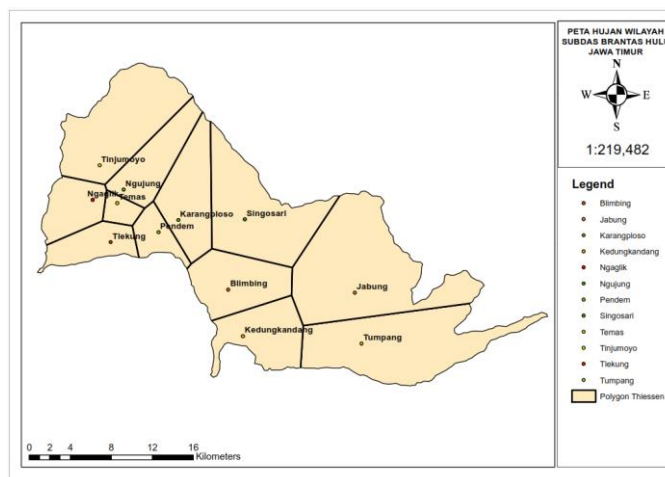 PETA HUJAN WILAYAH
SUBDAS BRANTAS HULU
JAWA TIMUR
N
W E
S
1:219,482
Legend
Blimbing
Jabung
Karangploso
Kedungkandang
Ngaglik
Ngujung
Pendem
Singosari
Temas
Tinjumoyo
Tlekung
Tumpang
Polygon Thiessen
Tinjumoyo
Ngujung
Ngaglik
Temas
Karangploso
Singosari
Pendem
Tlekung
Blimbing
Jabung
Kedungkandang
Tumpang
0 1 2 4 8 12 16
Kilometers